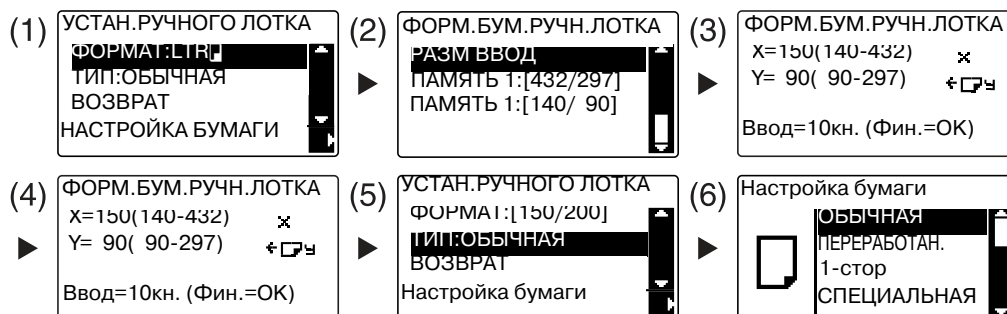 (1)
УСТАН.РУЧНОГО ЛОТКА
ФОРМАТ:LTR
ТИП:ОБЫЧНАЯ
ВОЗВРАТ
НАСТРОЙКА БУМАГИ
(2)
ФОРМ.БУМ.РУЧН.ЛОТКА
РАЗМ ВВОД
ПАМЯТЬ 1:[432/297]
ПАМЯТЬ 1:[140/ 90]
(3)
ФОРМ.БУМ.РУЧН.ЛОТКА
X=150(140-432)
x
Y= 90( 90-297)
y
Ввод=10кн. (Фин.=OK)
(4)
ФОРМ.БУМ.РУЧН.ЛОТКА
X=150(140-432)
x
Y= 90( 90-297)
y
Ввод=10кн. (Фин.=OK)
(5)
УСТАН.РУЧНОГО ЛОТКА
ФОРМАТ:[150/200]
ТИП:ОБЫЧНАЯ
ВОЗВРАТ
Настройка бумаги
(6)
Настройка бумаги
ОБЫЧНАЯ
ПЕРЕРАБОТАН.
1-стор
СПЕЦИАЛЬНАЯ